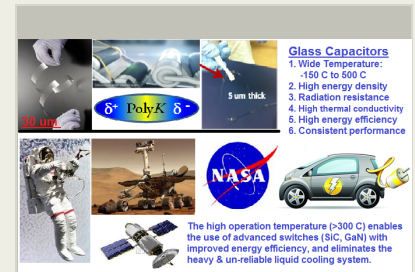 30 um
δ+ PolyK δ -
5 um thick
Glass Capacitors
1. Wide Temperature:
-150 C to 500 C
2. High energy density
3. Radiation resistance
4. High thermal conductivity
5. High energy efficiency
6. Consistent performance
NASA
The high operation temperature (>300 C) enables
the use of advanced switches (SiC, GaN) with
improved energy efficiency, and eliminates the
heavy & un-reliable liquid cooling system.